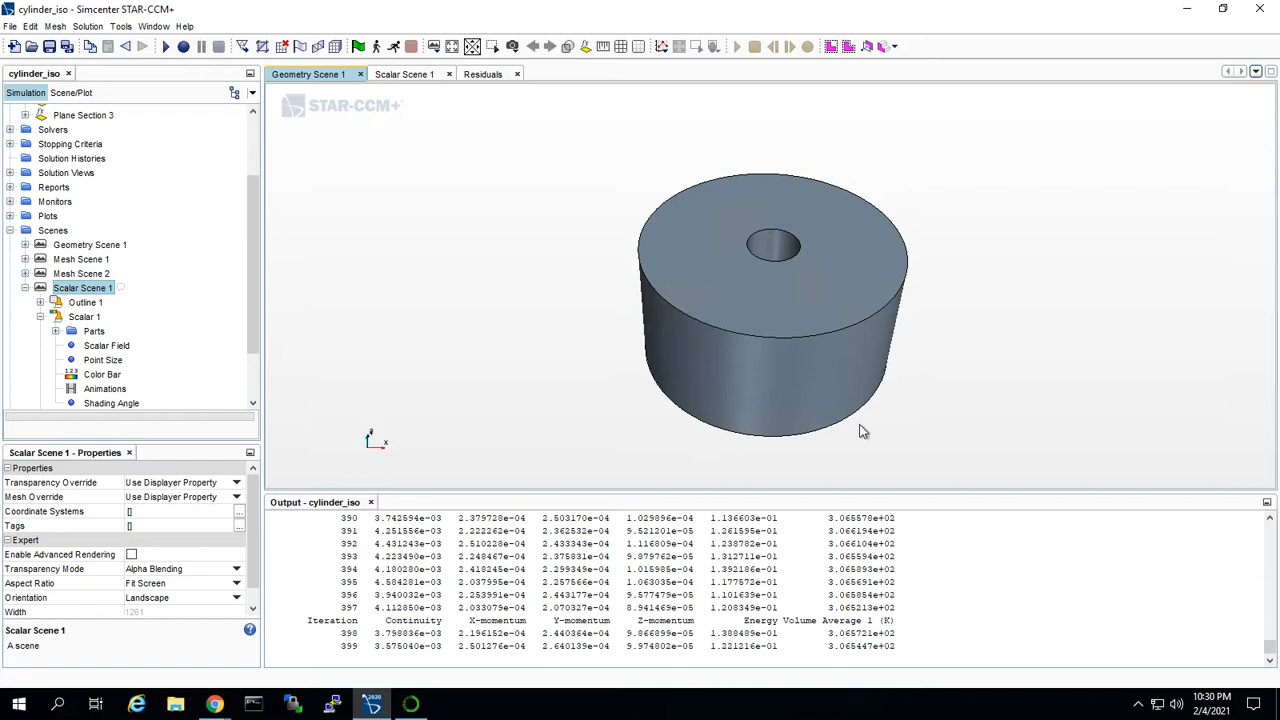 cylinder_iso - Simcenter STAR-CCM+
File Edit Mesh Solution Tools Window Help
cylinder_iso
Geometry Scene 1 Scalar Scene 1 Residuals
Simulation Scene/Plot
STAR-CCM+
Plane Section 3
Solvers
Stopping Criteria
Solution Histories
Solution Views
Reports
Monitors
Plots
Scenes
Geometry Scene 1
Mesh Scene 1
Mesh Scene 2
Scalar Scene 1
Outline 1
Scalar 1
Parts
Scalar Field
Point Size
123
Color Bar
Animations
Shading Angle
z
x
Scalar Scene 1 - Properties
Properties
Transparency Override Use Displayer Property
Mesh Override Use Displayer Property
Coordinate Systems [] ...
Tags [] ...
Expert
Enable Advanced Rendering
Transparency Mode Alpha Blending
Aspect Ratio Fit Screen
Orientation Landscape
Width 1261
Scalar Scene 1
A scene
Output - cylinder_iso
390 3.742594e-03 2.379728e-04 2.503170e-04 1.029896e-04 1.136603e-01 3.065578e+02
391 4.251556e-03 2.222262e-04 2.362532e-04 9.521201e-05 1.261595e-01 3.066194e+02
392 4.431243e-03 2.510228e-04 2.433343e-04 1.116809e-04 1.238782e-01 3.066104e+02
393 4.223490e-03 2.248467e-04 2.375831e-04 9.879762e-05 1.312711e-01 3.065594e+02
394 4.180280e-03 2.418245e-04 2.299349e-04 1.015985e-04 1.392186e-01 3.065893e+02
395 4.584281e-03 2.037995e-04 2.257566e-04 1.063035e-04 1.177572e-01 3.065691e+02
396 3.940032e-03 2.253991e-04 2.443177e-04 9.577479e-05 1.101639e-01 3.065854e+02
397 4.112850e-03 2.033079e-04 2.070327e-04 8.941469e-05 1.208349e-01 3.065213e+02
Iteration Continuity X-momentum Y-momentum Z-momentum Energy Volume Average 1 (K)
398 3.798836e-03 2.196152e-04 2.440364e-04 9.866899e-05 1.388489e-01 3.065721e+02
399 3.575040e-03 2.501276e-04 2.640139e-04 9.974802e-05 1.221216e-01 3.065447e+02
2020
10:30 PM
2/4/2021